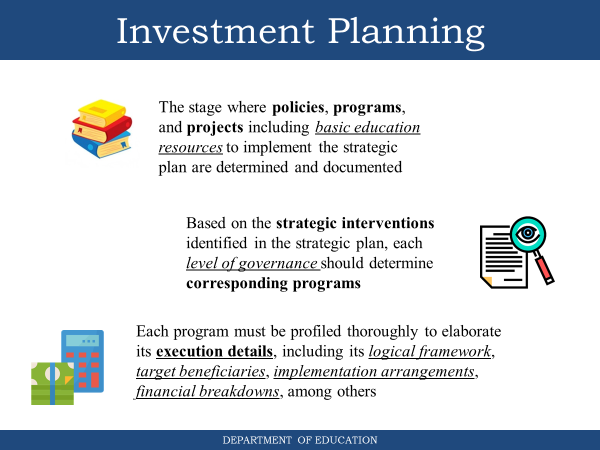 Investment Planning
The stage where policies, programs,
and projects including basic education
resources to implement the strategic
plan are determined and documented
Based on the strategic interventions
identified in the strategic plan, each
level of governance should determine
corresponding programs
Each program must be profiled thoroughly to elaborate
its execution details, including its logical framework,
target beneficiaries, implementation arrangements,
financial breakdowns, among others
DEPARTMENT OF EDUCATION